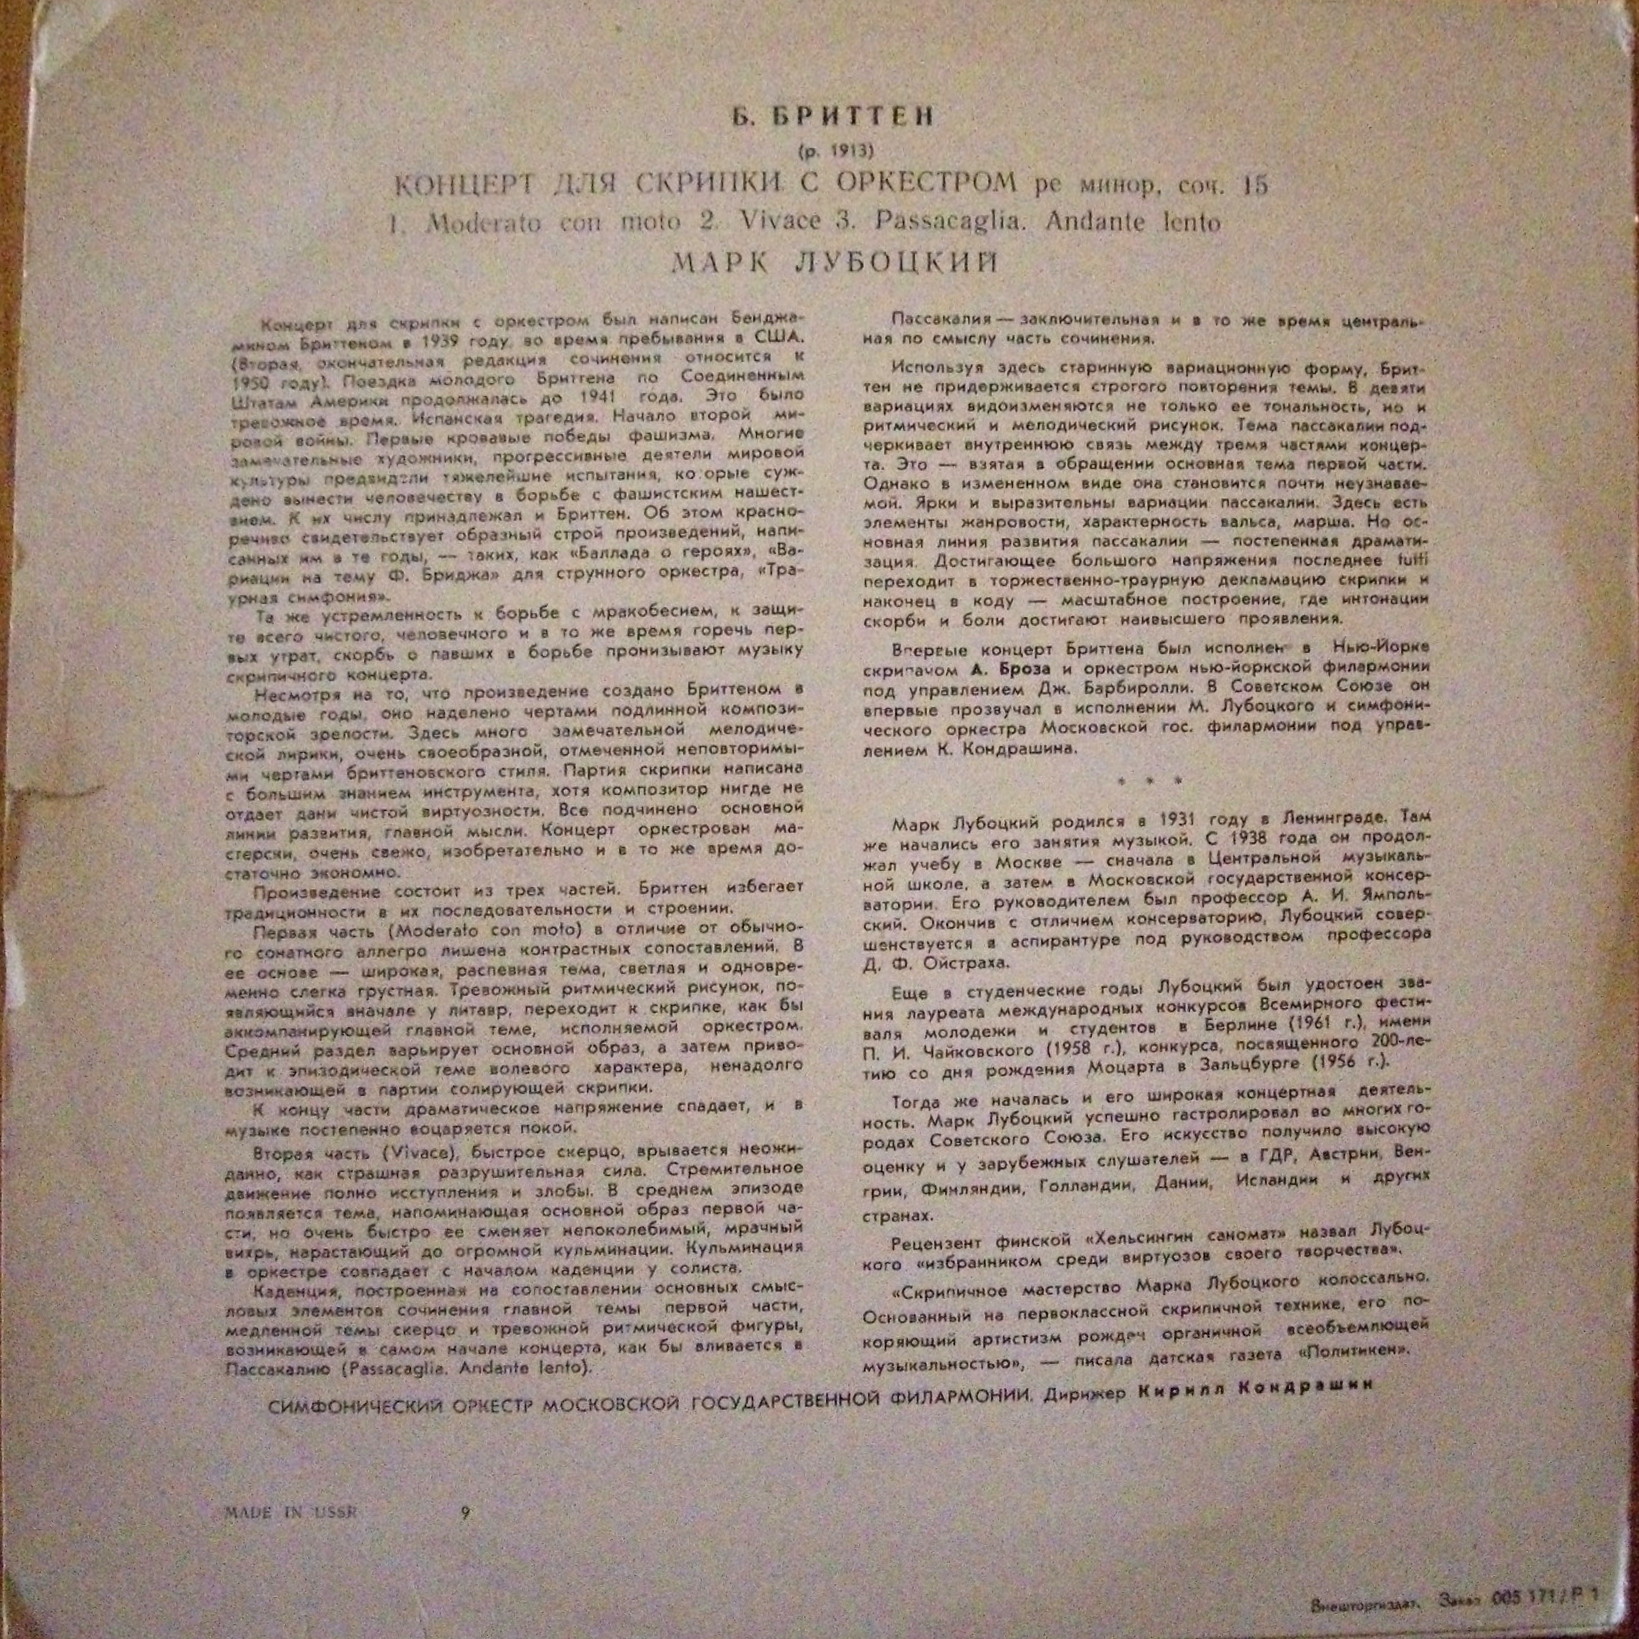 Б. БРИТТЕН
(р. 1913)
КОНЦЕРТ ДЛЯ СКРИПКИ С ОРКЕСТРОМ ре минор, соч. 15
1. Moderato con moto 2. Vivace 3. Passacaglia. Andante lento
МАРК ЛУБОЦКИЙ
Концерт для скрипки с оркестром был написан Бенджа-
мином Бриттеном в 1939 году во время пребывания в США.
(Вторая, окончательная редакция сочинения относится к
1950 году). Поездка молодого Бриттена по Соединенным
Штатам Америки продолжалась до 1941 года. Это было
тревожное время. Испанская трагедия. Начало второй ми-
ровой войны. Первые кровавые победы фашизма. Многие
замечательные художники, прогрессивные деятели мировой
культуры предвидели тяжелейшие испытания, которые суж-
дено вынести человечеству в борьбе с фашистским нашест-
вием. К их числу принадлежал и Бриттен. Об этом красно-
речиво свидетельствует образный строй произведений, напи-
санных им в те годы, — таких, как «Баллада о героях», «Ва-
риации на тему Ф. Бриджа» для струнного оркестра, «Тра-
урная симфония».
Та же устремленность к борьбе с мракобесием, к защи-
те всего чистого, человечного и в то же время горечь пер-
вых утрат, скорбь о павших в борьбе пронизывают музыку
скрипичного концерта.
Несмотря на то, что произведение создано Бриттеном в
молодые годы, оно наделено чертами подлинной компози-
торской зрелости. Здесь много замечательной мелодиче-
ской лирики, очень своеобразной, отмеченной неповторимы-
ми чертами бриттеновского стиля. Партия скрипки написана
с большим знанием инструмента, хотя композитор нигде не
отдает дани чистой виртуозности. Все подчинено основной
линии развития, главной мысли. Концерт оркестрован ма-
стерски, очень свежо, изобретательно и в то же время до-
статочно экономно.
Произведение состоит из трех частей. Бриттен избегает
традиционности в их последовательности и строении.
Первая часть (Moderato con moto) в отличие от обычно-
го сонатного аллегро лишена контрастных сопоставлений. В
ее основе — широкая, распевная тема, светлая и одновре-
менно слегка грустная. Тревожный ритмический рисунок, по-
являющийся вначале у литавр, переходит к скрипке, как бы
аккомпанирующей главной теме, исполняемой оркестром.
Средний раздел варьирует основной образ, а затем приво-
дит к эпизодической теме волевого характера, ненадолго
возникающей в партии солирующей скрипки.
К концу части драматическое напряжение спадает, и в
музыке постепенно воцаряется покой.
Вторая часть (Vivace), быстрое скерцо, врывается неожи-
данно, как страшная разрушительная сила. Стремительное
движение полно исступления и злобы. В среднем эпизоде
появляется тема, напоминающая основной образ первой ча-
сти, но очень быстро ее сменяет непоколебимый, мрачный
вихрь, нарастающий до огромной кульминации. Кульминация
в оркестре совпадает с началом каденции у солиста.
Каденция, построенная на сопоставлении основных смыс-
ловых элементов сочинения главной темы первой части,
медленной темы скерцо и тревожной ритмической фигуры,
возникающей в самом начале концерта, как бы вливается в
Пассакалию (Passacaglia. Andante lento).
Пассакалия — заключительная и в то же время централь-
ная по смыслу часть сочинения.
Используя здесь старинную вариационную форму, Брит-
тен не придерживается строгого повторения темы. В девяти
вариациях видоизменяются не только ее тональность, но и
ритмический и мелодический рисунок. Тема пассакалии под-
черкивает внутреннюю связь между тремя частями концер-
та. Это — взятая в обращении основная тема первой части.
Однако в измененном виде она становится почти неузнавае-
мой. Ярки и выразительны вариации пассакалии. Здесь есть
элементы жанровости, характерность вальса, марша. Но ос-
новная линия развития пассакалии — постепенная драмати-
зация. Достигающее большого напряжения последнее tutti
переходит в торжественно-траурную декламацию скрипки и
наконец в коду — масштабное построение, где интонации
скорби и боли достигают наивысшего проявления.
Впервые концерт Бриттена был исполнен в Нью-Йорке
скрипачом А. Броза и оркестром нью-йоркской филармонии
под управлением Дж. Барбиролли. В Советском Союзе он
впервые прозвучал в исполнении М. Лубоцкого и симфони-
ческого оркестра Московской гос. филармонии под управ-
лением К. Кондрашина.
* * *
Марк Лубоцкий родился в 1931 году в Ленинграде. Там
же начались его занятия музыкой. С 1938 года он продол-
жал учебу в Москве — сначала в Центральной музыкаль-
ной школе, а затем в Московской государственной консер-
ватории. Его руководителем был профессор А. И. Ямполь-
ский. Окончив с отличием консерваторию, Лубоцкий совер-
шенствуется в аспирантуре под руководством профессора
Д. Ф. Ойстраха.
Еще в студенческие годы Лубоцкий был удостоен зва-
ния лауреата международных конкурсов Всемирного фести-
валя молодежи и студентов в Берлине (1961 г.), имени
П. И. Чайковского (1958 г.), конкурса, посвященного 200-ле-
тию со дня рождения Моцарта в Зальцбурге (1956 г.).
Тогда же началась и его широкая концертная деятель-
ность. Марк Лубоцкий успешно гастролировал во многих го-
родах Советского Союза. Его искусство получило высокую
оценку и у зарубежных слушателей — в ГДР, Австрии, Вен-
грии, Финляндии, Голландии, Дании, Исландии и других
странах.
Рецензент финской «Хельсингин саномат» назвал Лубоц-
кого «избранником среди виртуозов своего творчества».
«Скрипичное мастерство Марка Лубоцкого колоссально.
Основанный на первоклассной скрипичной технике, его по-
коряющий артистизм рожден органичной всеобъемлющей
музыкальностью», — писала датская газета «Политикен».
СИМФОНИЧЕСКИЙ ОРКЕСТР МОСКОВСКОЙ ГОСУДАРСТВЕННОЙ ФИЛАРМОНИИ. Дирижер Кирилл Кондрашин
MADE IN USSR 9
Внешторгиздат. Заказ 005 171/Р 1